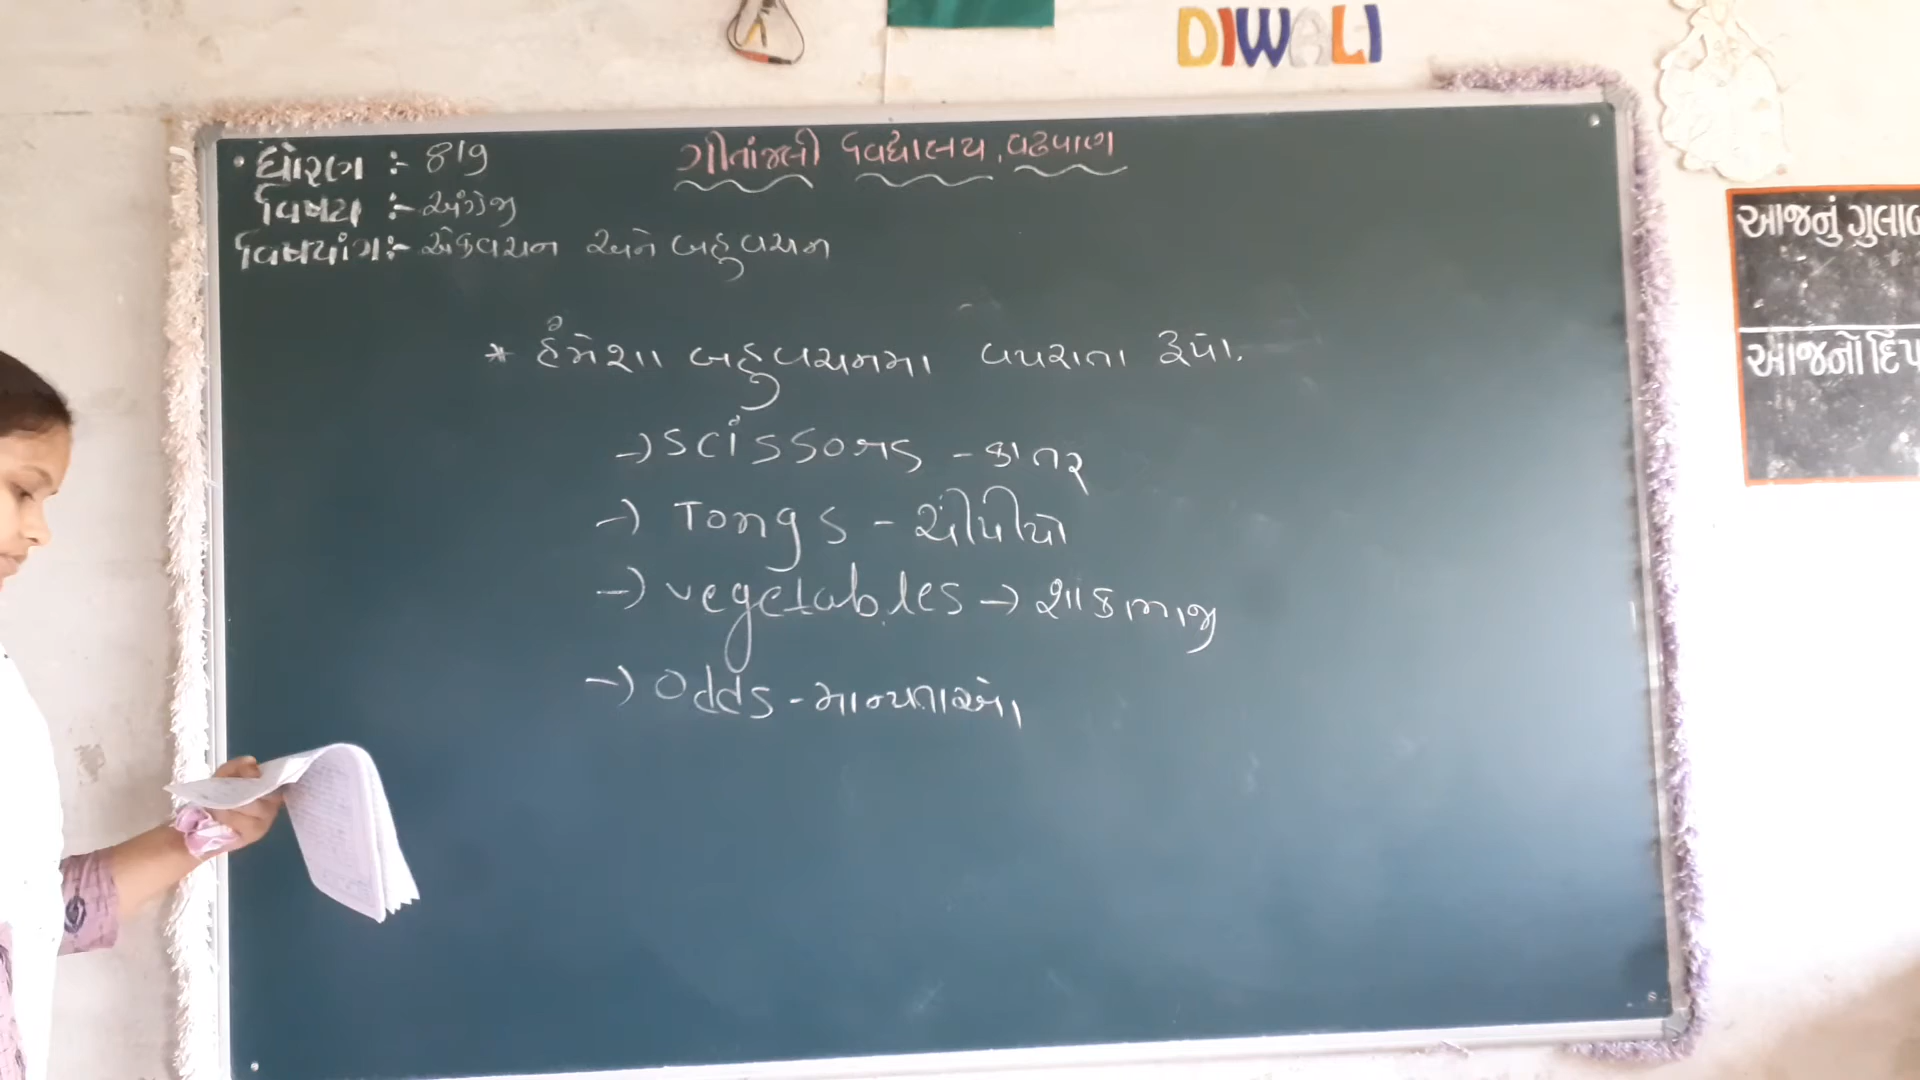 DIWALI
ગીતાંજલી વિદ્યાલય, વઢવાણ
ધોરણ :- 8/9
વિષય :- અંગ્રેજી
વિષયાંગ:- એકવચન અને બહુવચન
* હંમેશા બહુવચનમા વપરાતા રૂપો.
→ scissors - કાતર
→ Tongs - ચીપીયો
→ vegetables → શાકભાજી
→ Odds - માન્યતાઓ
આજનું ગુલાબ
આજનો